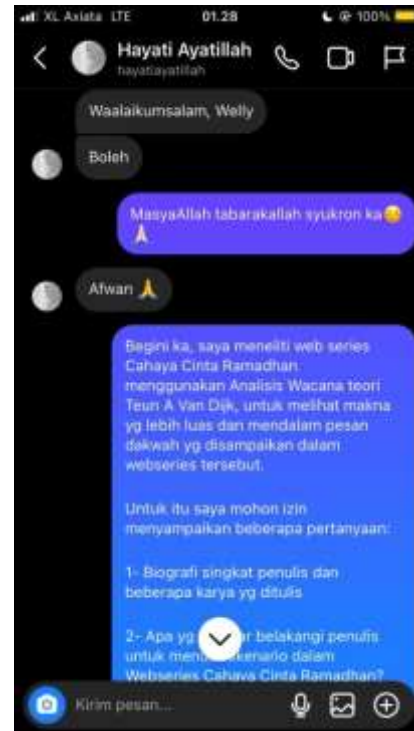 XL Axiata LTE 01.28 100%
Hayati Ayatillah
hayatiayatillah
Waalaikumsalam, Welly
Boleh
MasyaAllah tabarakallah syukron ka
Afwan
Begini ka, saya meneliti web series
Cahaya Cinta Ramadhan
menggunakan Analisis Wacana teori
Teun A Van Dijk, untuk melihat makna
yg lebih luas dan mendalam pesan
dakwah yg disampaikan dalam
webseries tersebut.
Untuk itu saya mohon izin
menyampaikan beberapa pertanyaan:
1- Biografi singkat penulis dan
beberapa karya yg ditulis
2- Apa yg belakangi penulis
untuk dalam
Webseries Cahaya Cinta Ramadhan?
Kirim pesan...